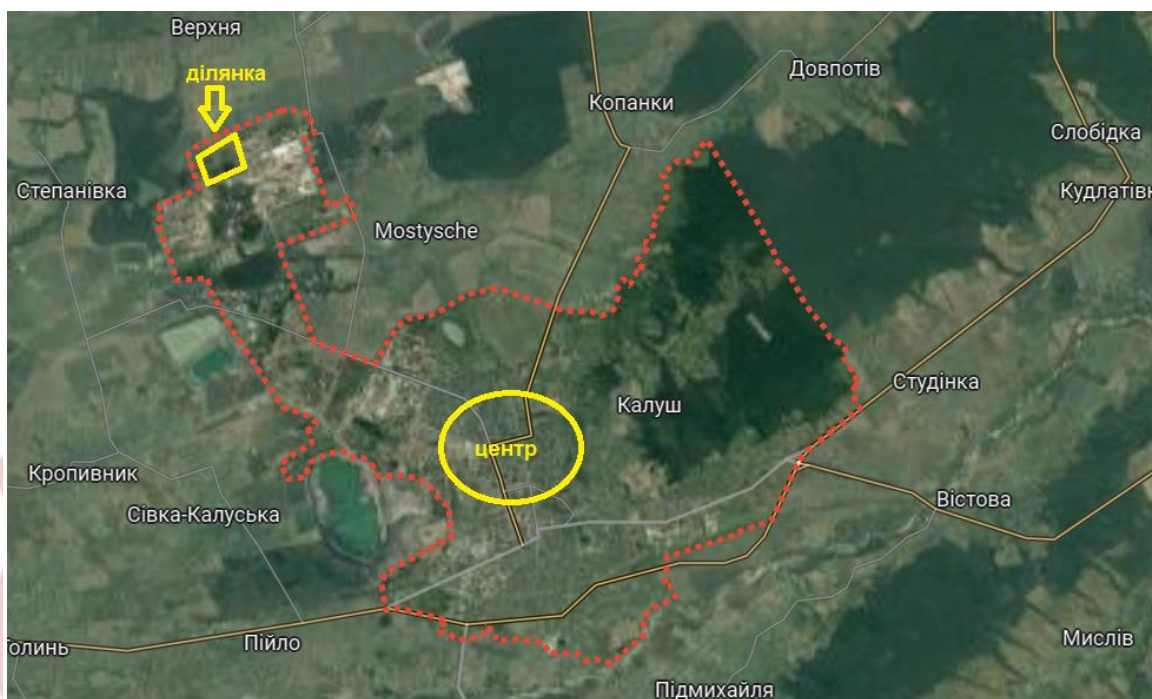 Верхня
ділянка
Довпотів
Копанки
Слобідка
Степанівка
Кудлатівк
Mostysche
Студінка
Калуш
центр
Кропивник
Вістова
Сівка-Калуська
Пійло
олинь
Мислів
Підмихайля